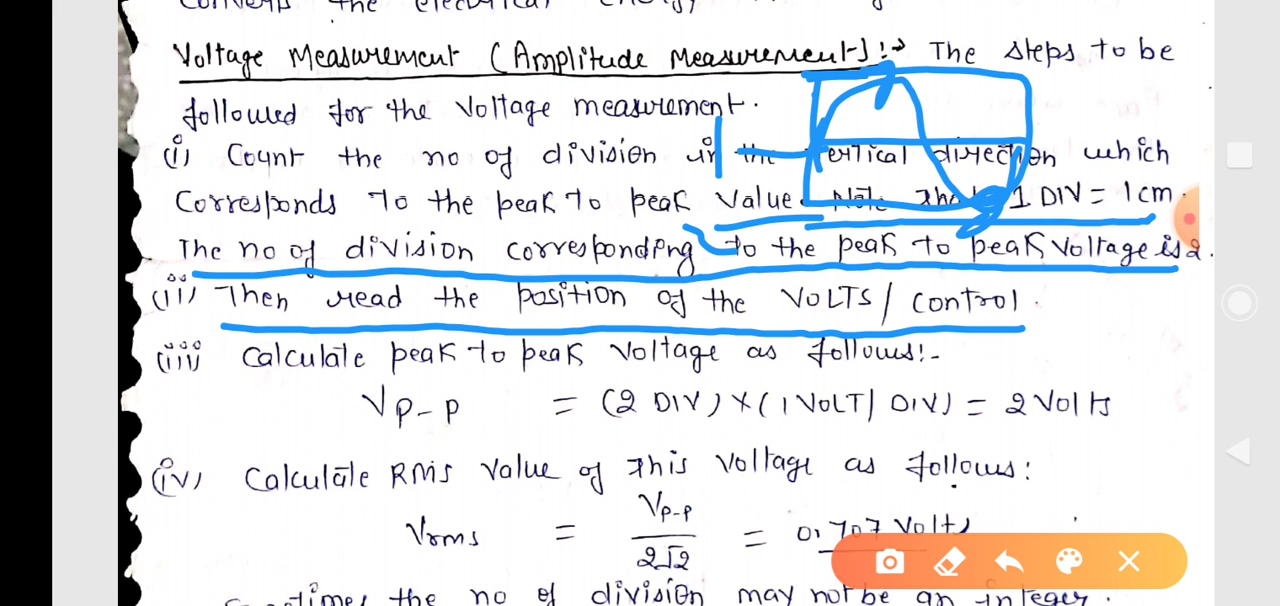 Converts the electrical energy
Voltage Measurement (Amplitude Measurement):→ The steps to be
followed for the voltage measurement.
(i) Count the no of division in the vertical direction which
Corresponds To the peak to peak value. Note that 1 DIV = 1cm.
The no of division corresponding to the peak to peak voltage is 2.
(ii) Then read the position of the VOLTS/ control.
(iii) Calculate peak to peak voltage as follows:-
Vp-p = (2 DIV) x (1 VOLT/ DIV) = 2 Volts
(iv) Calculate RMS value of this voltage as follows:
Vrms = Vp-p / 2√2 = 0.707 Volts
Sometimes the no of division may not be an integer.